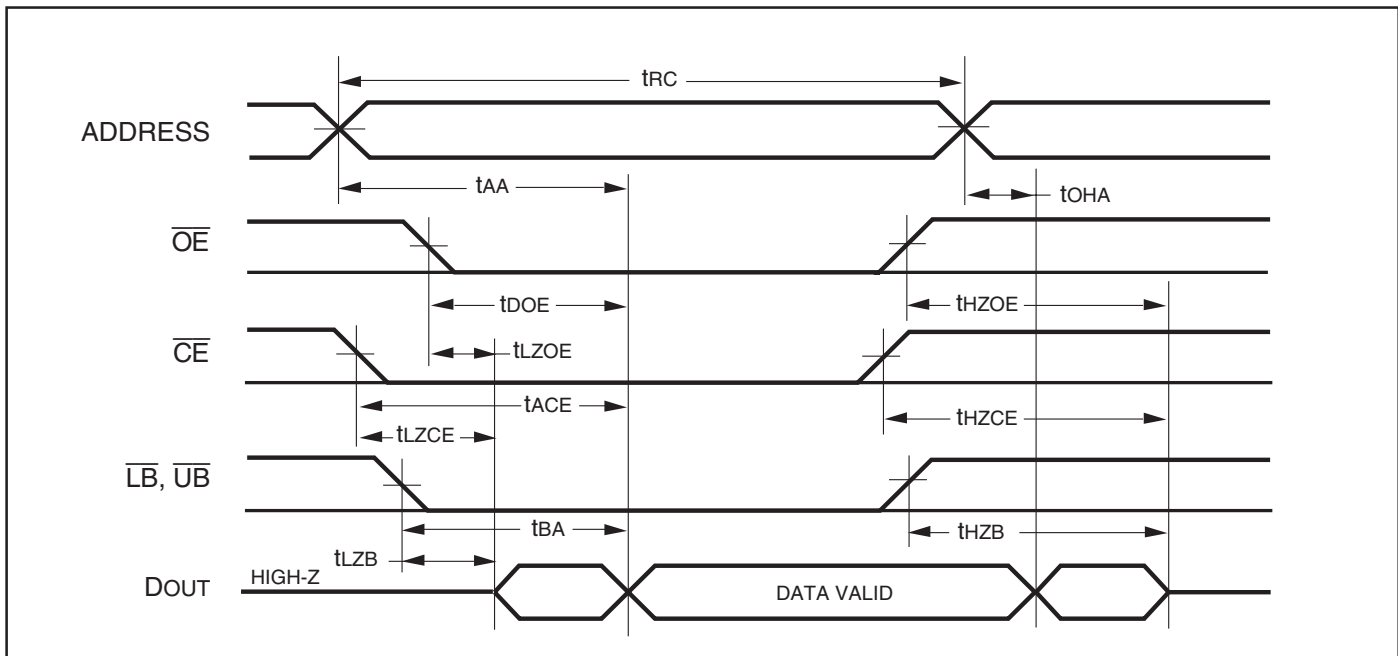 tRC
ADDRESS
tAA
tOHA
OE
tDOE
tHZOE
CE
tLZOE
tACE
tHZCE
tLZCE
LB, UB
tBA
tHZB
tLZB
DOUT
HIGH-Z
DATA VALID